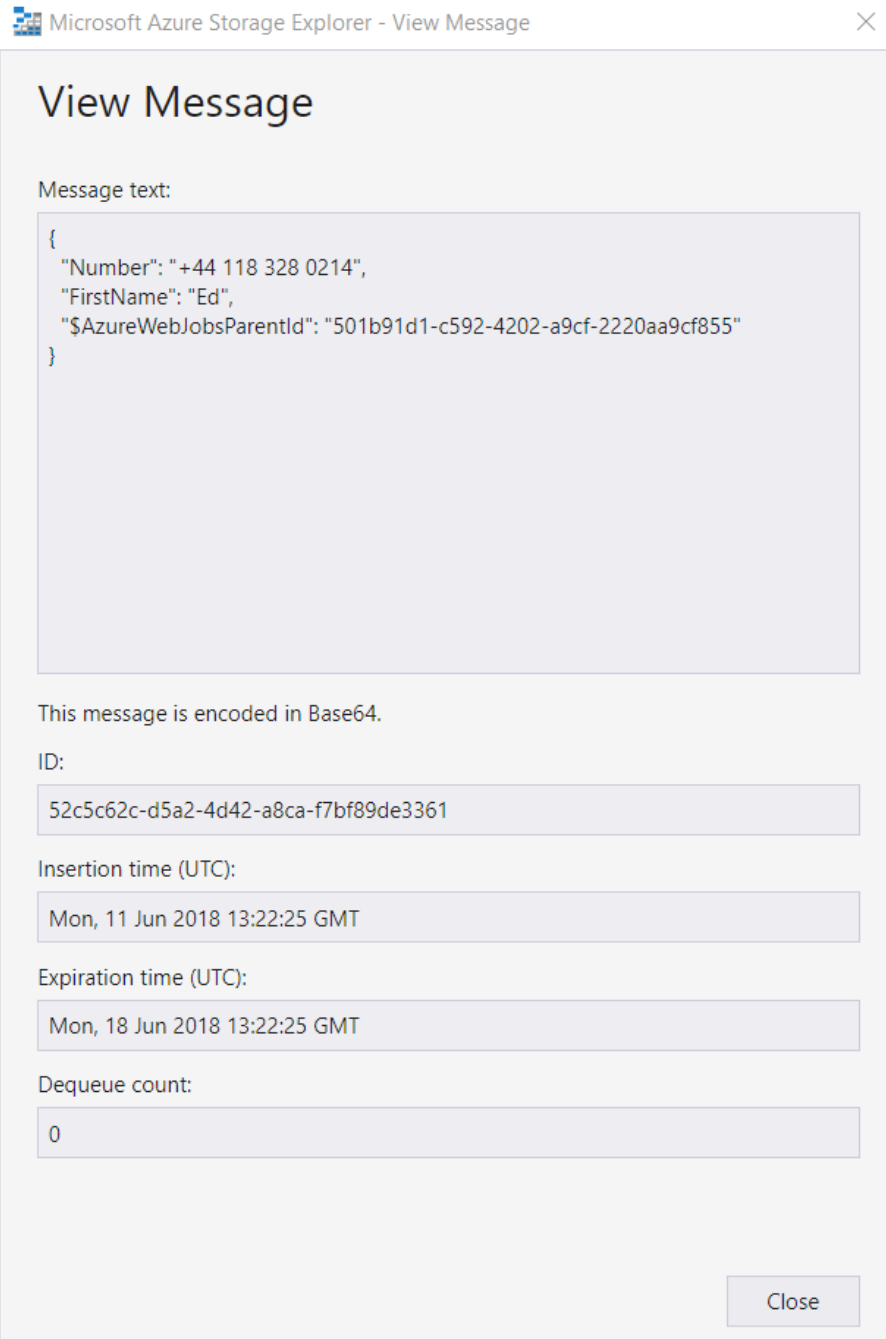 Microsoft Azure Storage Explorer - View Message
View Message
Message text:
{
"Number": "+44 118 328 0214",
"FirstName": "Ed",
"$AzureWebJobsParentId": "501b91d1-c592-4202-a9cf-2220aa9cf855"
}
This message is encoded in Base64.
ID:
52c5c62c-d5a2-4d42-a8ca-f7bf89de3361
Insertion time (UTC):
Mon, 11 Jun 2018 13:22:25 GMT
Expiration time (UTC):
Mon, 18 Jun 2018 13:22:25 GMT
Dequeue count:
0
Close